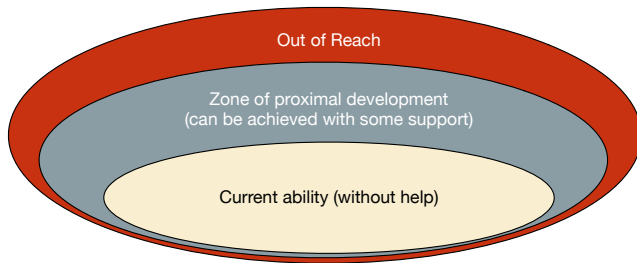 Out of Reach
Zone of proximal development
(can be achieved with some support)
Current ability (without help)